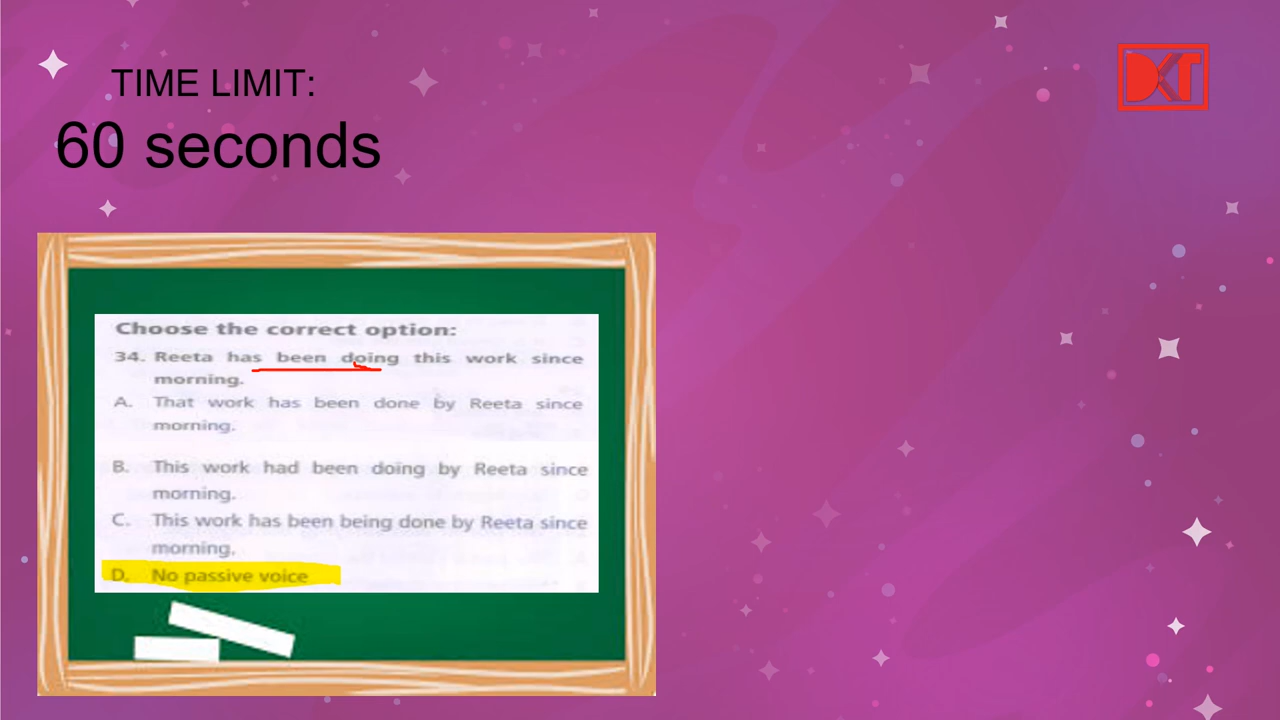 TIME LIMIT:
60 seconds
DKT
Choose the correct option:
34. Reeta has been doing this work since
morning.
A. That work has been done by Reeta since
morning.
B. This work had been doing by Reeta since
morning.
C. This work has been being done by Reeta since
morning.
D. No passive voice